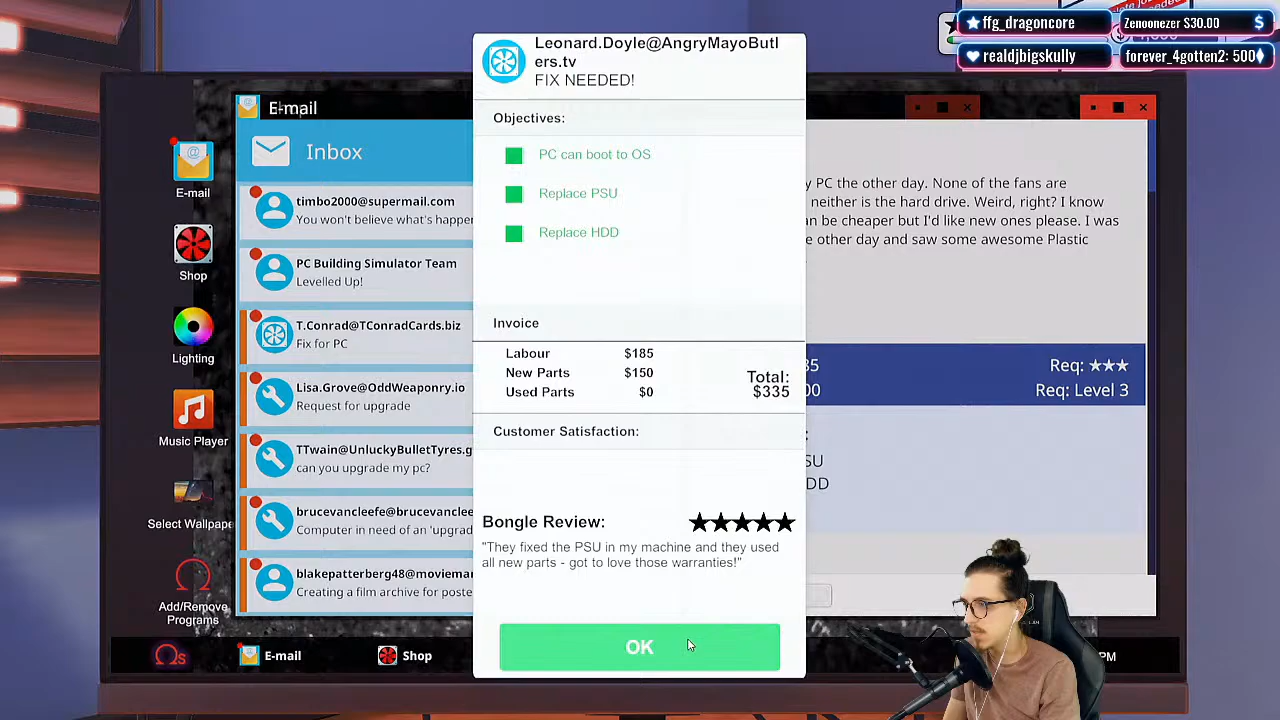 ffg_dragoncore
Zenoonezer $30.00
realdjbigskully
forever_4gotten2: 500
Leonard.Doyle@AngryMayoButl
ers.tv
FIX NEEDED!
Objectives:
PC can boot to OS
Replace PSU
Replace HDD
Invoice
Labour $185
New Parts $150
Used Parts $0
Total:
$335
Customer Satisfaction:
Bongle Review:
"They fixed the PSU in my machine and they used
all new parts - got to love those warranties!"
OK
E-mail
Inbox
timbo2000@supermail.com
You won't believe what's happer
PC Building Simulator Team
Levelled Up!
T.Conrad@TConradCards.biz
Fix for PC
Lisa.Grove@OddWeaponry.io
Request for upgrade
TTwain@UnluckyBulletTyres.g
can you upgrade my pc?
brucevancleefe@brucevancle
Computer in need of an 'upgrad
blakepatterberg48@moviemar
Creating a film archive for poste
y PC the other day. None of the fans are
neither is the hard drive. Weird, right? I know
n be cheaper but I'd like new ones please. I was
e other day and saw some awesome Plastic
Req: ★★★
Req: Level 3
SU
DD
E-mail
Shop
Lighting
Music Player
Select Wallpape
Add/Remove
Programs
E-mail
Shop
PM